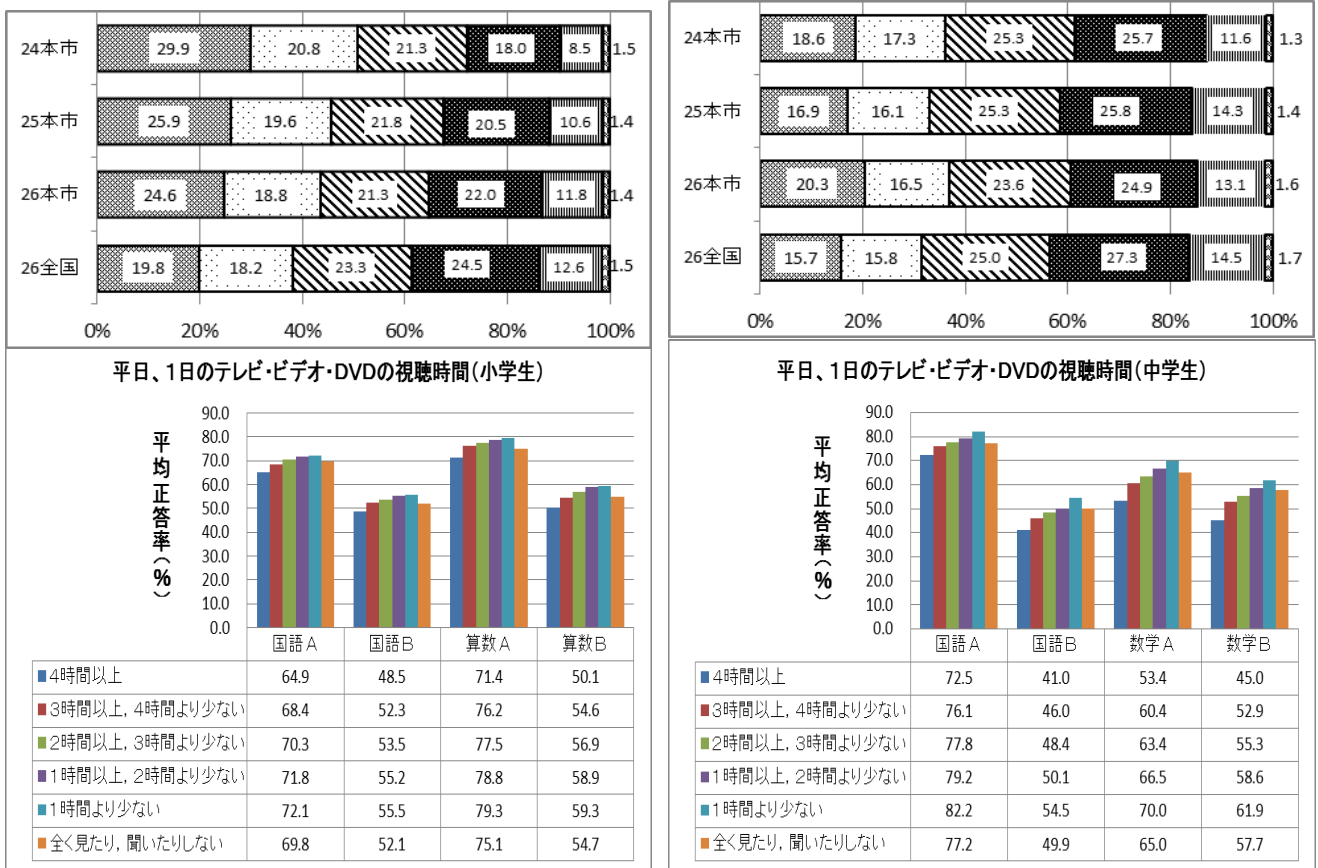 24本市 29.9 20.8 21.3 18.0 8.5 1.5
25本市 25.9 19.6 21.8 20.5 10.6 1.4
26本市 24.6 18.8 21.3 22.0 11.8 1.4
26全国 19.8 18.2 23.3 24.5 12.6 1.5
0% 20% 40% 60% 80% 100%
24本市 18.6 17.3 25.3 25.7 11.6 1.3
25本市 16.9 16.1 25.3 25.8 14.3 1.4
26本市 20.3 16.5 23.6 24.9 13.1 1.6
26全国 15.7 15.8 25.0 27.3 14.5 1.7
0% 20% 40% 60% 80% 100%
平日、1日のテレビ・ビデオ・DVDの視聴時間(小学生)
平均正答率(%)
90.0
80.0
70.0
60.0
50.0
40.0
30.0
20.0
10.0
0.0
国語A 国語B 算数A 算数B
4時間以上 64.9 48.5 71.4 50.1
3時間以上,4時間より少ない 68.4 52.3 76.2 54.6
2時間以上,3時間より少ない 70.3 53.5 77.5 56.9
1時間以上,2時間より少ない 71.8 55.2 78.8 58.9
1時間より少ない 72.1 55.5 79.3 59.3
全く見たり,聞いたりしない 69.8 52.1 75.1 54.7
平日、1日のテレビ・ビデオ・DVDの視聴時間(中学生)
平均正答率(%)
90.0
80.0
70.0
60.0
50.0
40.0
30.0
20.0
10.0
0.0
国語A 国語B 数学A 数学B
4時間以上 72.5 41.0 53.4 45.0
3時間以上,4時間より少ない 76.1 46.0 60.4 52.9
2時間以上,3時間より少ない 77.8 48.4 63.4 55.3
1時間以上,2時間より少ない 79.2 50.1 66.5 58.6
1時間より少ない 82.2 54.5 70.0 61.9
全く見たり,聞いたりしない 77.2 49.9 65.0 57.7